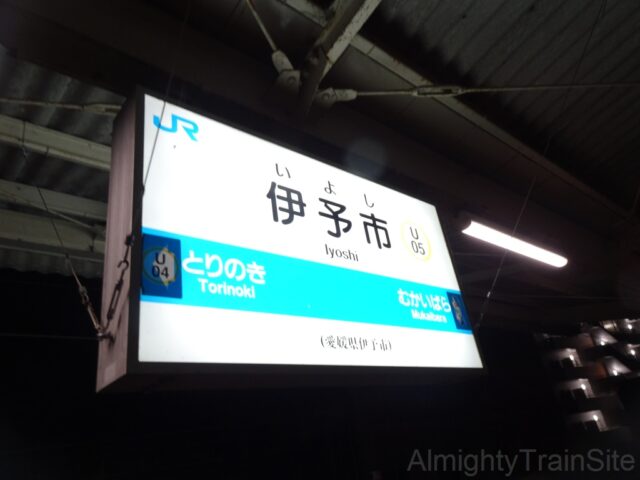 JR
いよし
伊予市
Iyoshi
U
05
U
04
とりのき
Torinoki
むかいばら
Mukaibara
(愛媛県伊予市)
AlmightyTrainSite